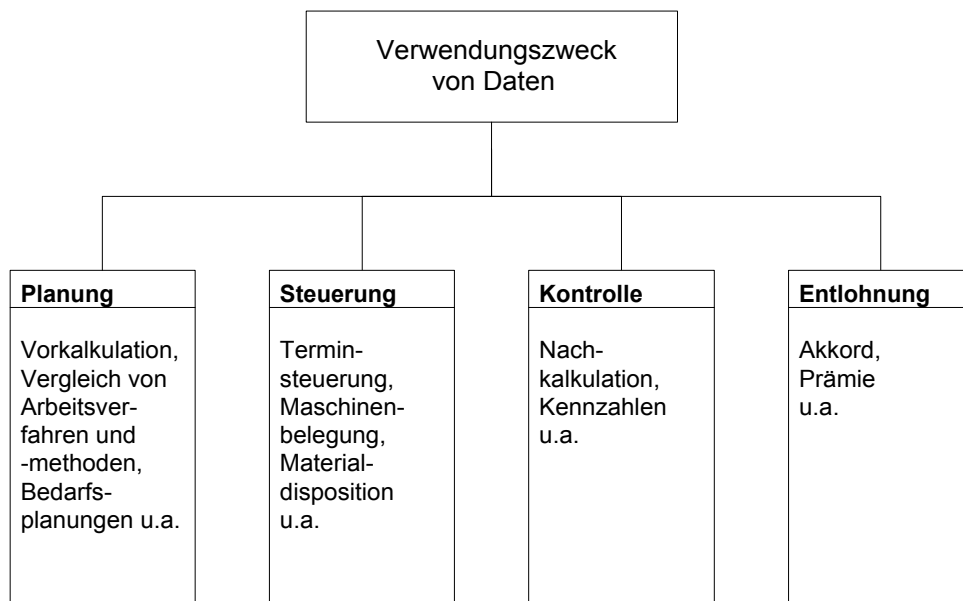 Verwendungszweck
von Daten
Planung
Vorkalkulation,
Vergleich von
Arbeitsver-
fahren und
-methoden,
Bedarfs-
planungen u.a.
Steuerung
Termin-
steuerung,
Maschinen-
belegung,
Material-
disposition
u.a.
Kontrolle
Nach-
kalkulation,
Kennzahlen
u.a.
Entlohnung
Akkord,
Prämie
u.a.